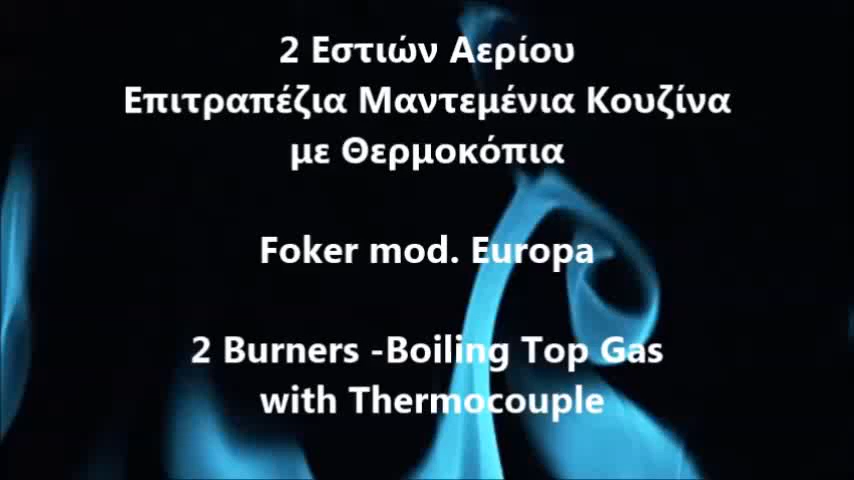 2 Εστιών Αερίου
Επιτραπέζια Μαντεμένια Κουζίνα
με Θερμοκόπια
Foker mod. Europa
2 Burners -Boiling Top Gas
with Thermocouple